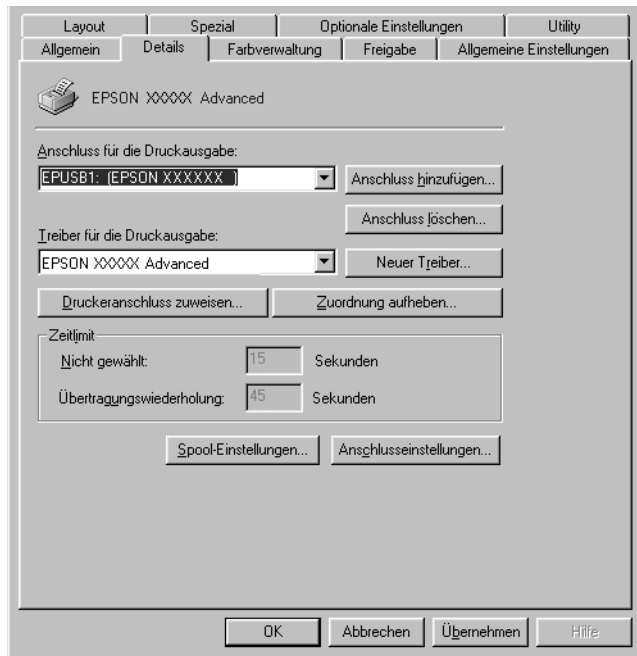 Layout Spezial Optionale Einstellungen Utility
Allgemein Details Farbverwaltung Freigabe Allgemeine Einstellungen
EPSON XXXXX Advanced
Anschluss für die Druckausgabe:
EPUSB1: (EPSON XXXXXX ) Anschluss hinzufügen...
Anschluss löschen...
Treiber für die Druckausgabe:
EPSON XXXXX Advanced Neuer Treiber...
Druckeranschluss zuweisen... Zuordnung aufheben...
Zeitlimit
Nicht gewählt: 15 Sekunden
Übertragungswiederholung: 45 Sekunden
Spool-Einstellungen... Anschlusseinstellungen...
OK Abbrechen Übernehmen Hilfe